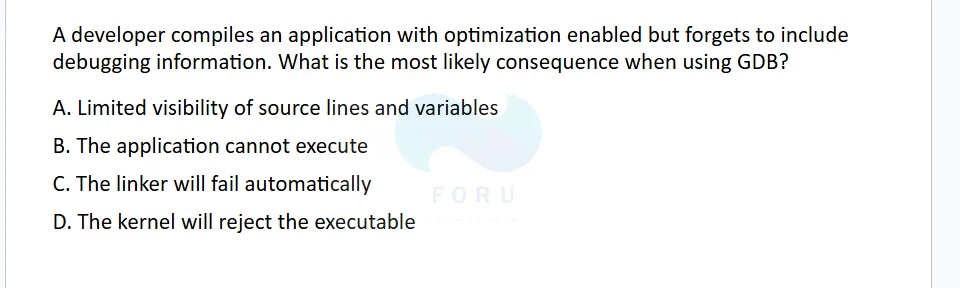 A developer compiles an application with optimization enabled but forgets to include
debugging information. What is the most likely consequence when using GDB?
A. Limited visibility of source lines and variables
B. The application cannot execute
C. The linker will fail automatically
FORU
D. The kernel will reject the executable